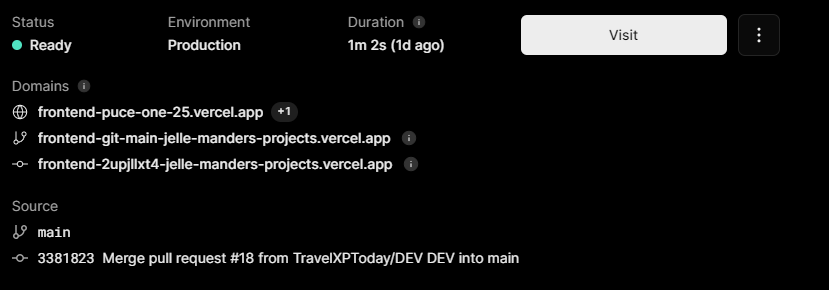 Status Environment Duration
Ready Production 1m 2s (1d ago) Visit
Domains
frontend-puce-one-25.vercel.app +1
frontend-git-main-jelle-manders-projects.vercel.app
frontend-2upjllxt4-jelle-manders-projects.vercel.app
Source
main
3381823 Merge pull request #18 from TravelXPToday/DEV DEV into main